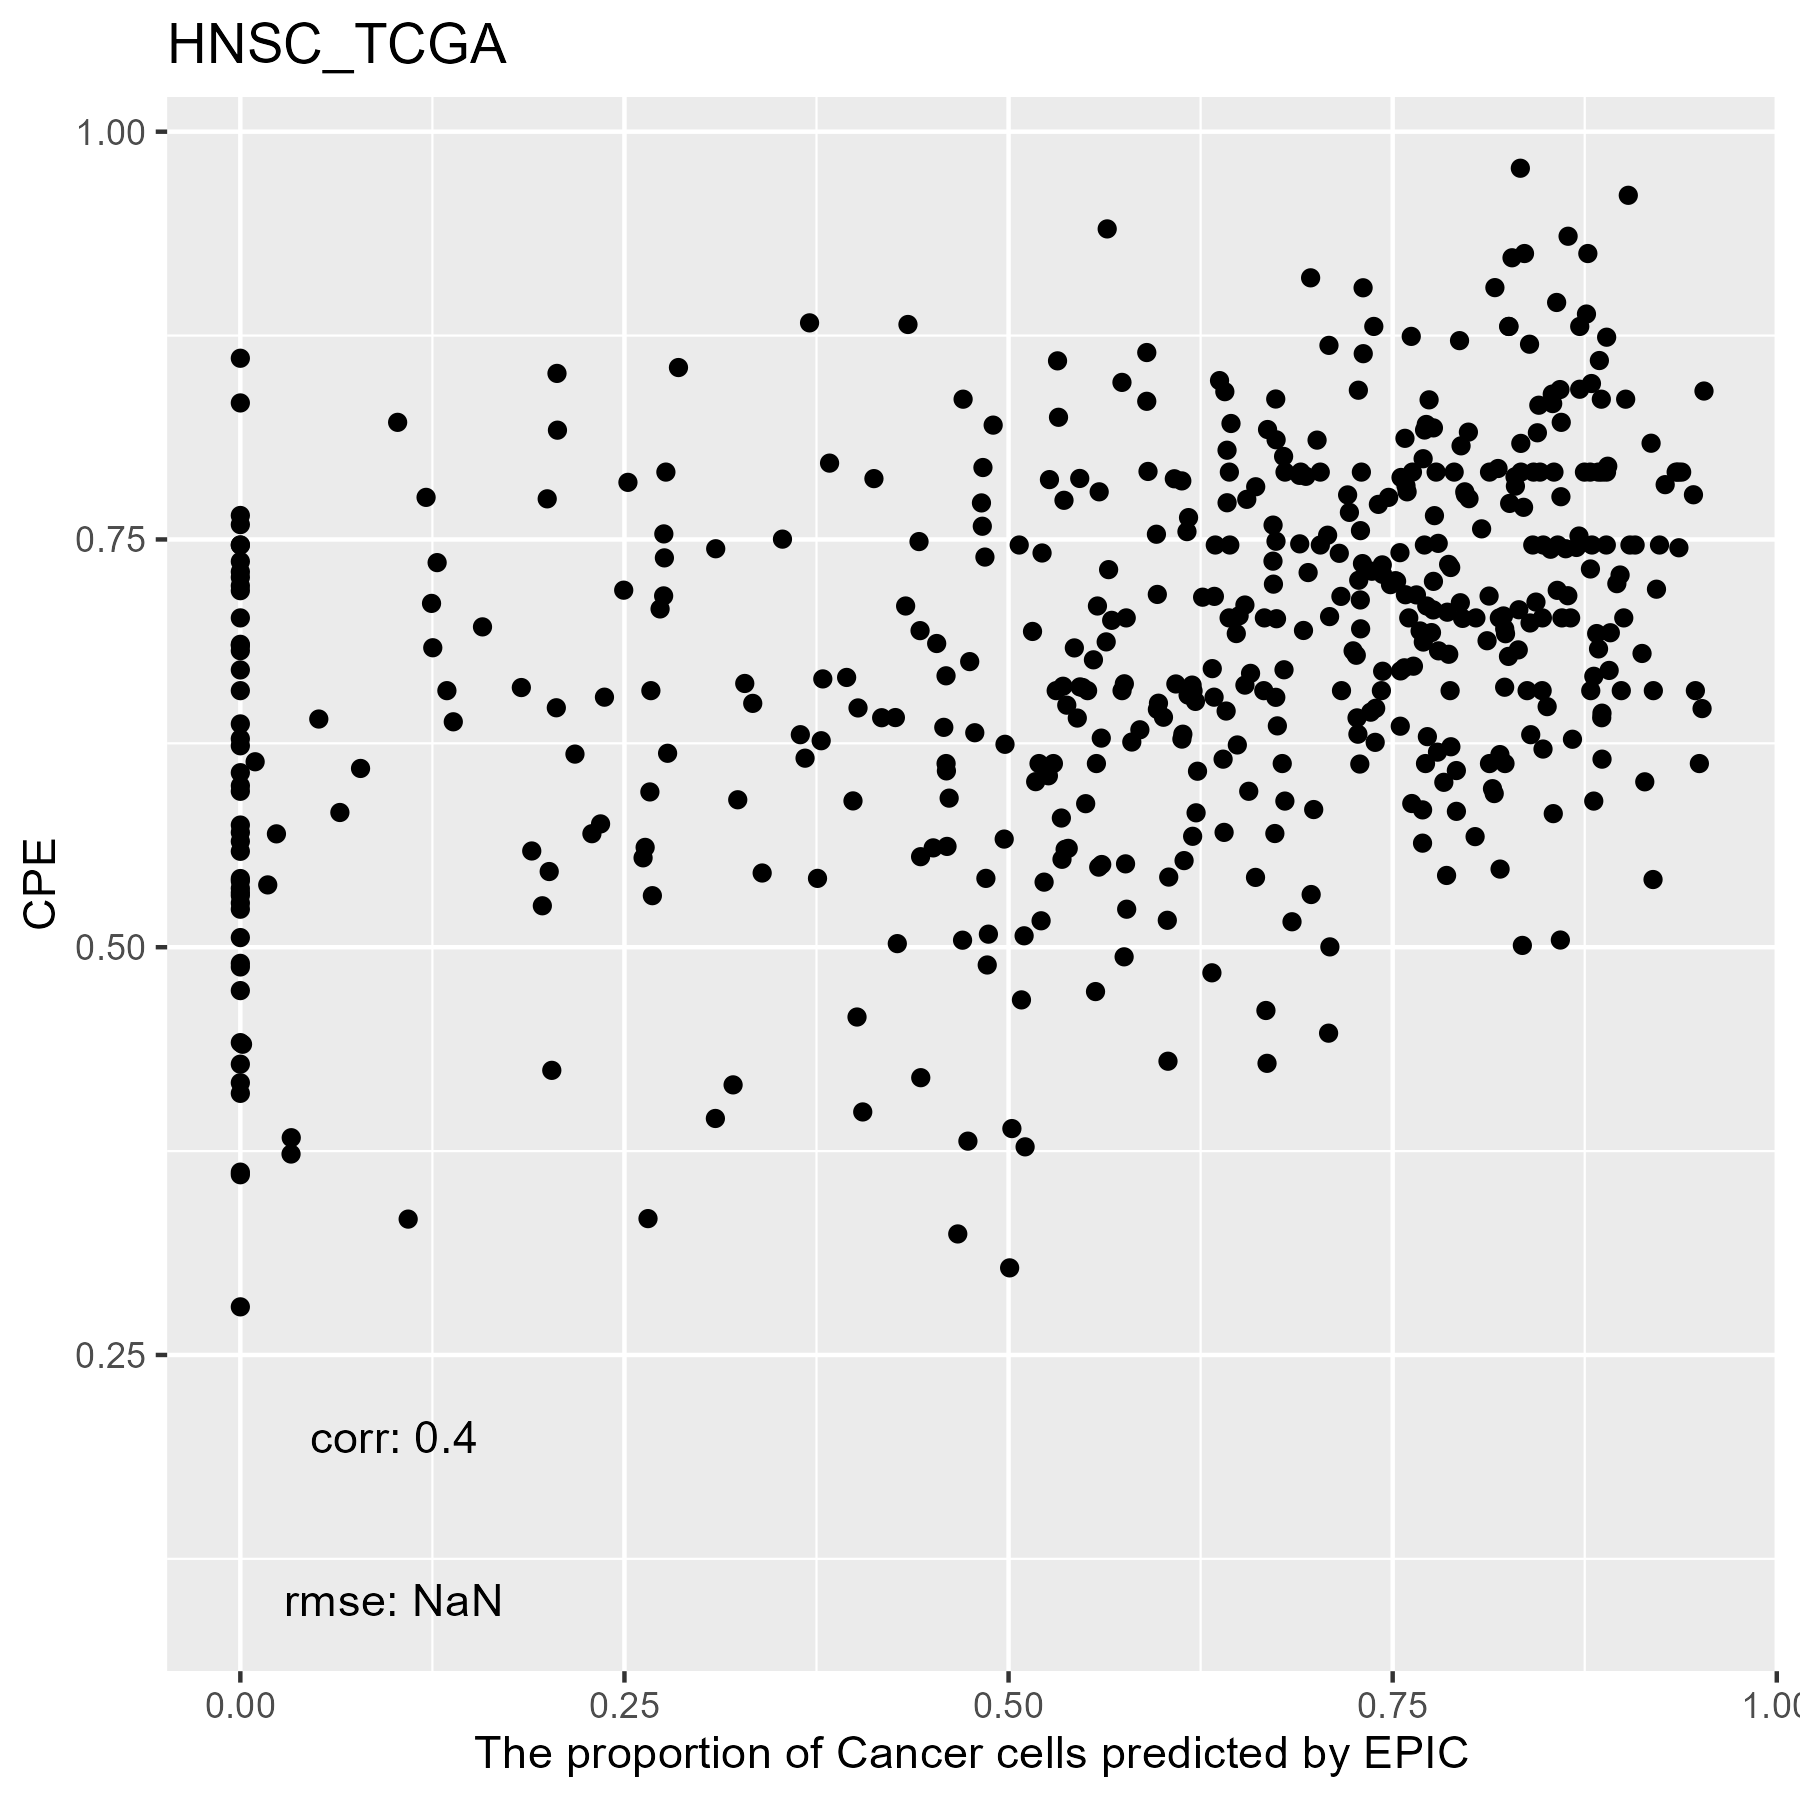 HNSC_TCGA
1.00
0.75
0.50
0.25
CPE
corr: 0.4
rmse: NaN
0.00 0.25 0.50 0.75 1.00
The proportion of Cancer cells predicted by EPIC